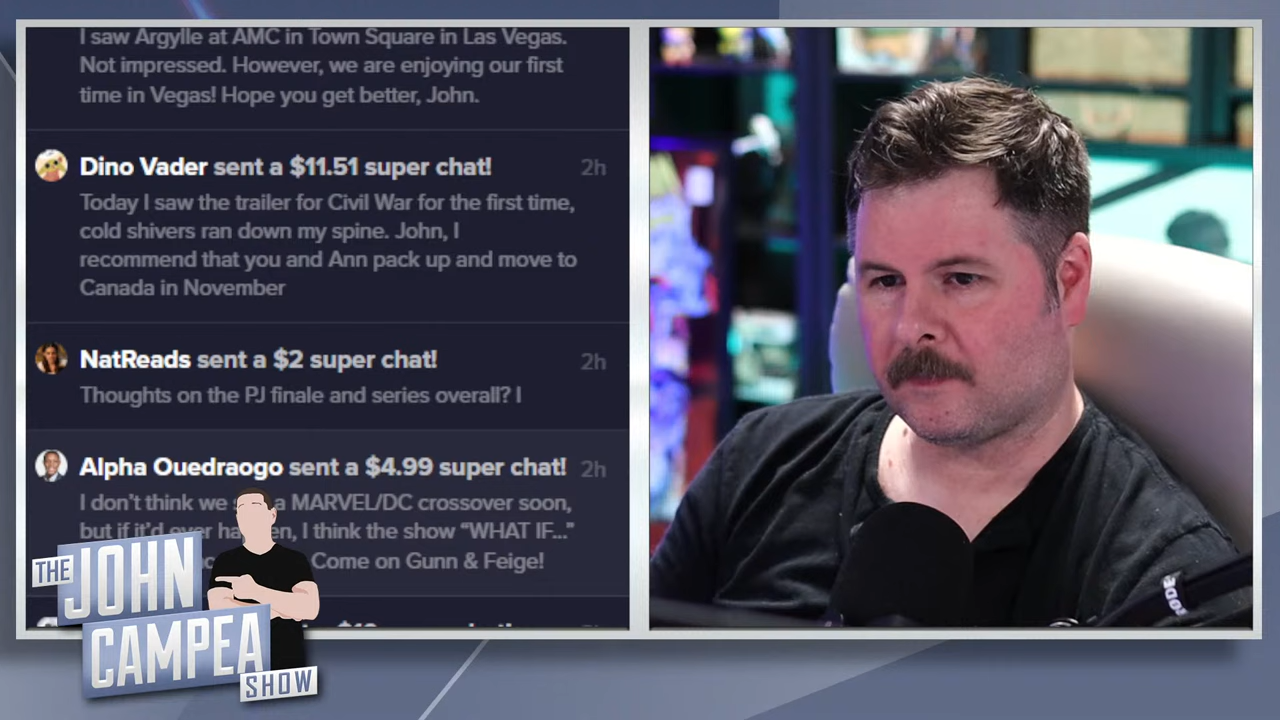 I saw Argylle at AMC in Town Square in Las Vegas.
Not impressed. However, we are enjoying our first
time in Vegas! Hope you get better, John.
Dino Vader sent a $11.51 super chat! 2h
Today I saw the trailer for Civil War for the first time,
cold shivers ran down my spine. John, I
recommend that you and Ann pack up and move to
Canada in November
NatReads sent a $2 super chat! 2h
Thoughts on the PJ finale and series overall? I
Alpha Ouedraogo sent a $4.99 super chat! 2h
I don't think we a MARVEL/DC crossover soon,
but if it'd ever happen, I think the show "WHAT IF..."
Come on Gunn & Feige!
THE
JOHN
CAMPEA
SHOW
RODE